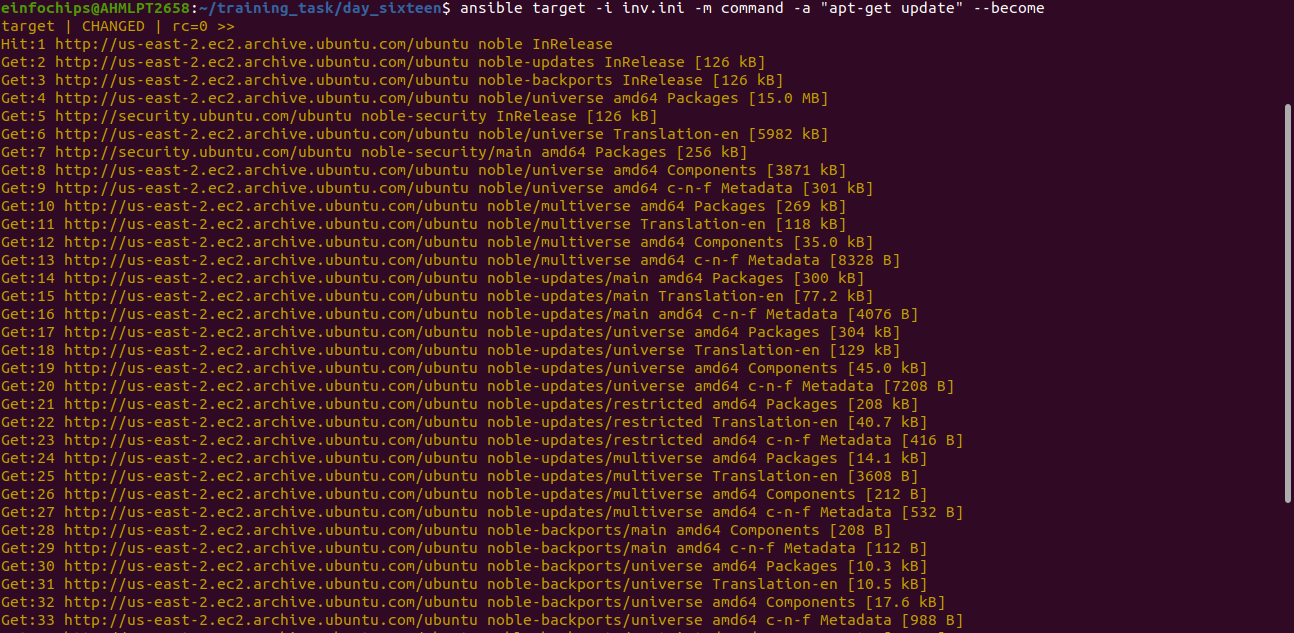 einfochips@AHMLPT2658:~/training_task/day_sixteen$ ansible target -i inv.ini -m command -a "apt-get update" --become
target | CHANGED | rc=0 >>
Hit:1 http://us-east-2.ec2.archive.ubuntu.com/ubuntu noble InRelease
Get:2 http://us-east-2.ec2.archive.ubuntu.com/ubuntu noble-updates InRelease [126 kB]
Get:3 http://us-east-2.ec2.archive.ubuntu.com/ubuntu noble-backports InRelease [126 kB]
Get:4 http://us-east-2.ec2.archive.ubuntu.com/ubuntu noble/universe amd64 Packages [15.0 MB]
Get:5 http://security.ubuntu.com/ubuntu noble-security InRelease [126 kB]
Get:6 http://us-east-2.ec2.archive.ubuntu.com/ubuntu noble/universe Translation-en [5982 kB]
Get:7 http://security.ubuntu.com/ubuntu noble-security/main amd64 Packages [256 kB]
Get:8 http://us-east-2.ec2.archive.ubuntu.com/ubuntu noble/universe amd64 Components [3871 kB]
Get:9 http://us-east-2.ec2.archive.ubuntu.com/ubuntu noble/universe amd64 c-n-f Metadata [301 kB]
Get:10 http://us-east-2.ec2.archive.ubuntu.com/ubuntu noble/multiverse amd64 Packages [269 kB]
Get:11 http://us-east-2.ec2.archive.ubuntu.com/ubuntu noble/multiverse Translation-en [118 kB]
Get:12 http://us-east-2.ec2.archive.ubuntu.com/ubuntu noble/multiverse amd64 Components [35.0 kB]
Get:13 http://us-east-2.ec2.archive.ubuntu.com/ubuntu noble/multiverse amd64 c-n-f Metadata [8328 B]
Get:14 http://us-east-2.ec2.archive.ubuntu.com/ubuntu noble-updates/main amd64 Packages [300 kB]
Get:15 http://us-east-2.ec2.archive.ubuntu.com/ubuntu noble-updates/main Translation-en [77.2 kB]
Get:16 http://us-east-2.ec2.archive.ubuntu.com/ubuntu noble-updates/main amd64 c-n-f Metadata [4076 B]
Get:17 http://us-east-2.ec2.archive.ubuntu.com/ubuntu noble-updates/universe amd64 Packages [304 kB]
Get:18 http://us-east-2.ec2.archive.ubuntu.com/ubuntu noble-updates/universe Translation-en [129 kB]
Get:19 http://us-east-2.ec2.archive.ubuntu.com/ubuntu noble-updates/universe amd64 Components [45.0 kB]
Get:20 http://us-east-2.ec2.archive.ubuntu.com/ubuntu noble-updates/universe amd64 c-n-f Metadata [7208 B]
Get:21 http://us-east-2.ec2.archive.ubuntu.com/ubuntu noble-updates/restricted amd64 Packages [208 kB]
Get:22 http://us-east-2.ec2.archive.ubuntu.com/ubuntu noble-updates/restricted Translation-en [40.7 kB]
Get:23 http://us-east-2.ec2.archive.ubuntu.com/ubuntu noble-updates/restricted amd64 c-n-f Metadata [416 B]
Get:24 http://us-east-2.ec2.archive.ubuntu.com/ubuntu noble-updates/multiverse amd64 Packages [14.1 kB]
Get:25 http://us-east-2.ec2.archive.ubuntu.com/ubuntu noble-updates/multiverse Translation-en [3608 B]
Get:26 http://us-east-2.ec2.archive.ubuntu.com/ubuntu noble-updates/multiverse amd64 Components [212 B]
Get:27 http://us-east-2.ec2.archive.ubuntu.com/ubuntu noble-updates/multiverse amd64 c-n-f Metadata [532 B]
Get:28 http://us-east-2.ec2.archive.ubuntu.com/ubuntu noble-backports/main amd64 Components [208 B]
Get:29 http://us-east-2.ec2.archive.ubuntu.com/ubuntu noble-backports/main amd64 c-n-f Metadata [112 B]
Get:30 http://us-east-2.ec2.archive.ubuntu.com/ubuntu noble-backports/universe amd64 Packages [10.3 kB]
Get:31 http://us-east-2.ec2.archive.ubuntu.com/ubuntu noble-backports/universe Translation-en [10.5 kB]
Get:32 http://us-east-2.ec2.archive.ubuntu.com/ubuntu noble-backports/universe amd64 Components [17.6 kB]
Get:33 http://us-east-2.ec2.archive.ubuntu.com/ubuntu noble-backports/universe amd64 c-n-f Metadata [988 B]